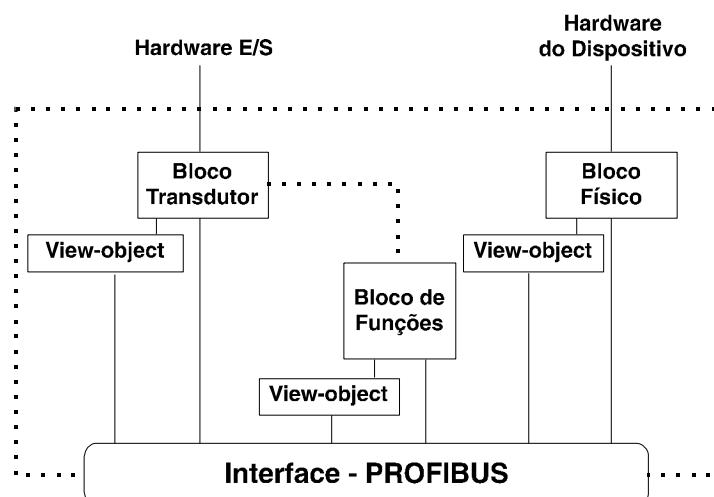 Hardware
do Dispositivo
Hardware E/S
Bloco
Transdutor
Bloco
Físico
View-object
View-object
Bloco de
Funções
View-object
Interface - PROFIBUS